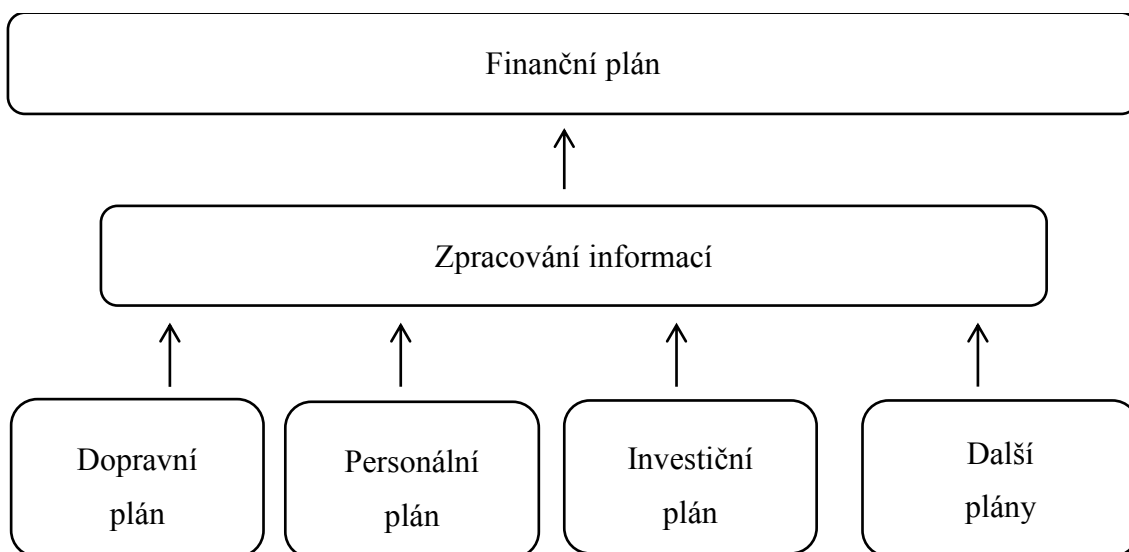 Finanční plán
Zpracování informací
Dopravní
plán
Personální
plán
Investiční
plán
Další
plány